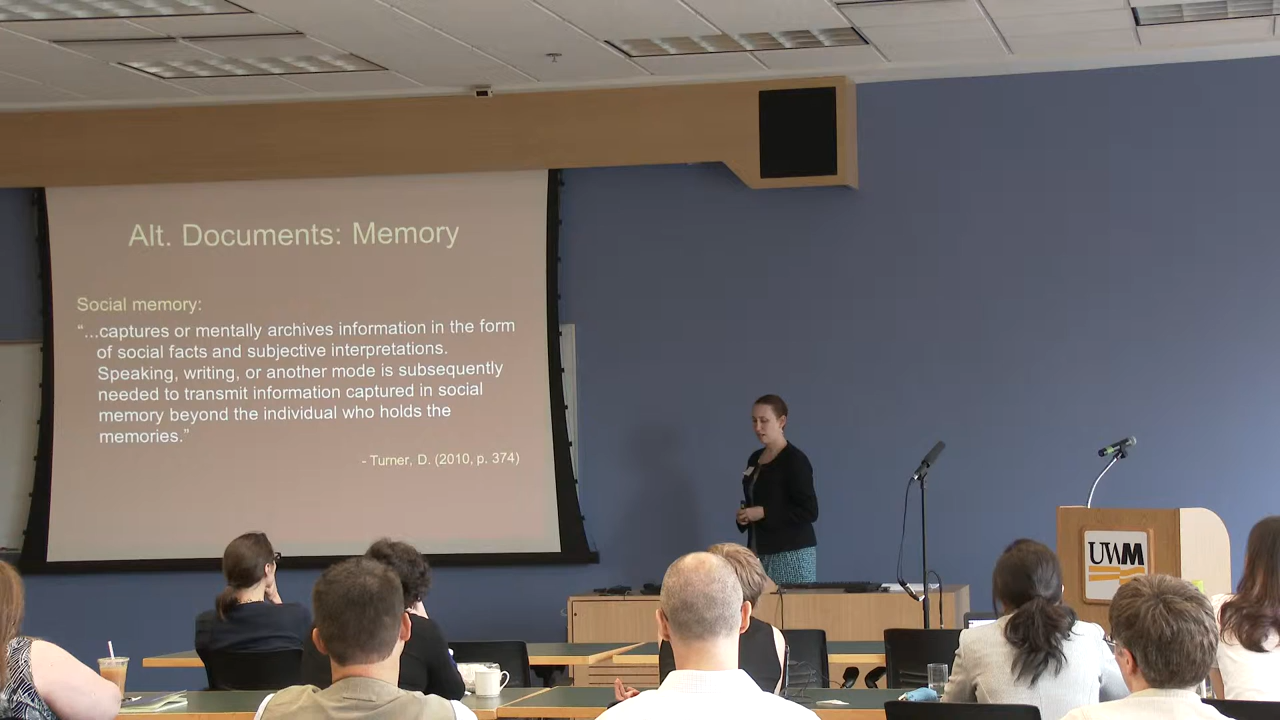 Alt. Documents: Memory
Social memory:
“...captures or mentally archives information in the form
of social facts and subjective interpretations.
Speaking, writing, or another mode is subsequently
needed to transmit information captured in social
memory beyond the individual who holds the
memories.”
- Turner, D. (2010, p. 374)
UWM